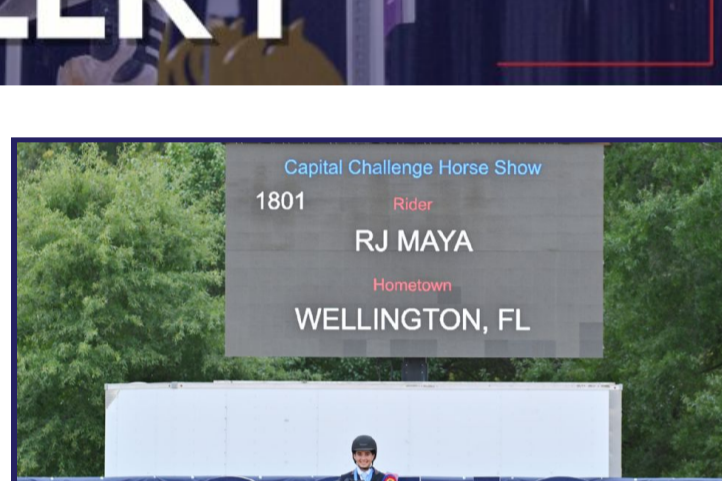 Capital Challenge Horse Show
1801
Rider
RJ MAYA
Hometown
WELLINGTON, FL